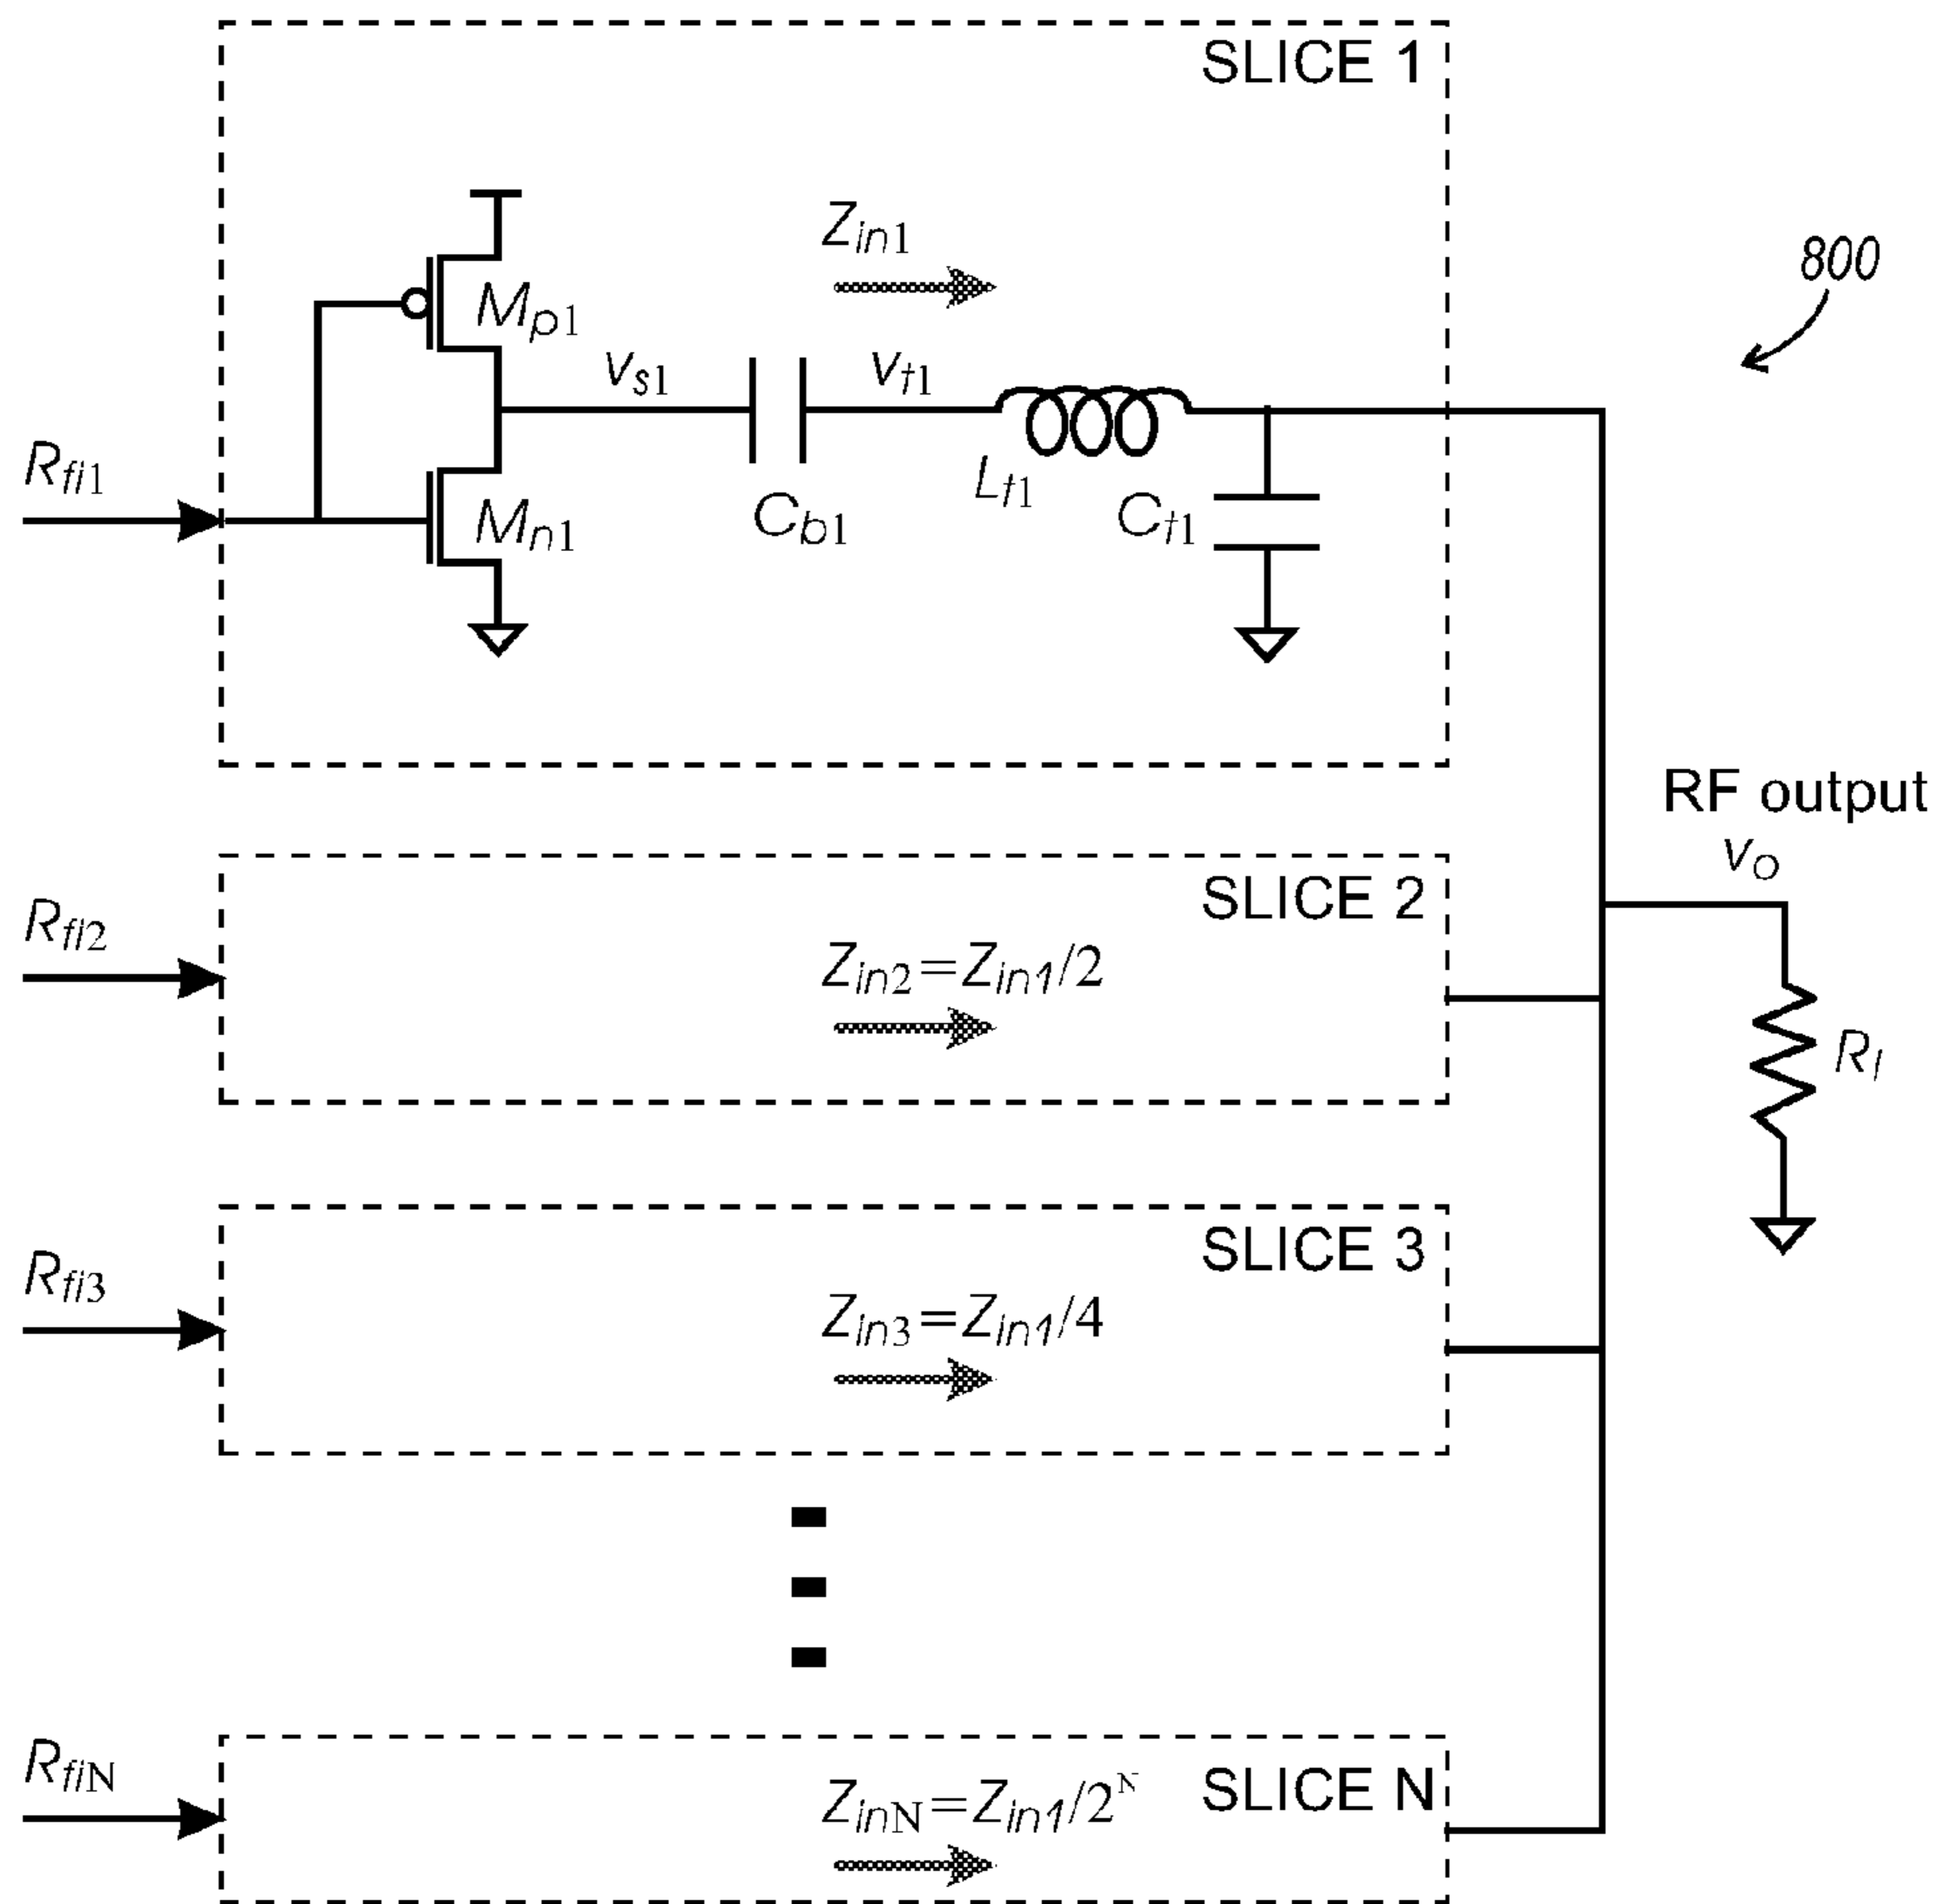 SLICE 1
Zin1
800
Mp1
vs1
vt1
Rfi1
Mn1
Cb1
Lt1
Ct1
RF output
vO
SLICE 2
Rfi2
Zin2=Zin1/2
Rl
SLICE 3
Rfi3
Zin3=Zin1/4
SLICE N
RfiN
ZinN=Zin1/2^N